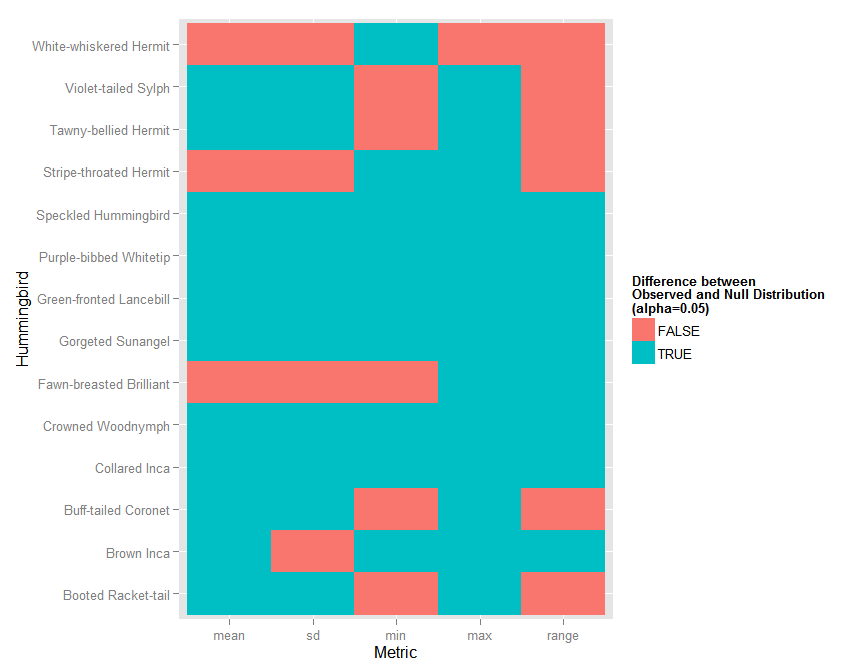 White-whiskered Hermit
Violet-tailed Sylph
Tawny-bellied Hermit
Stripe-throated Hermit
Speckled Hummingbird
Purple-bibbed Whitetip
Green-fronted Lancebill
Gorgeted Sunangel
Fawn-breasted Brilliant
Crowned Woodnymph
Collared Inca
Buff-tailed Coronet
Brown Inca
Booted Racket-tail
Hummingbird
mean sd min max range
Metric
Difference between
Observed and Null Distribution
(alpha=0.05)
FALSE
TRUE